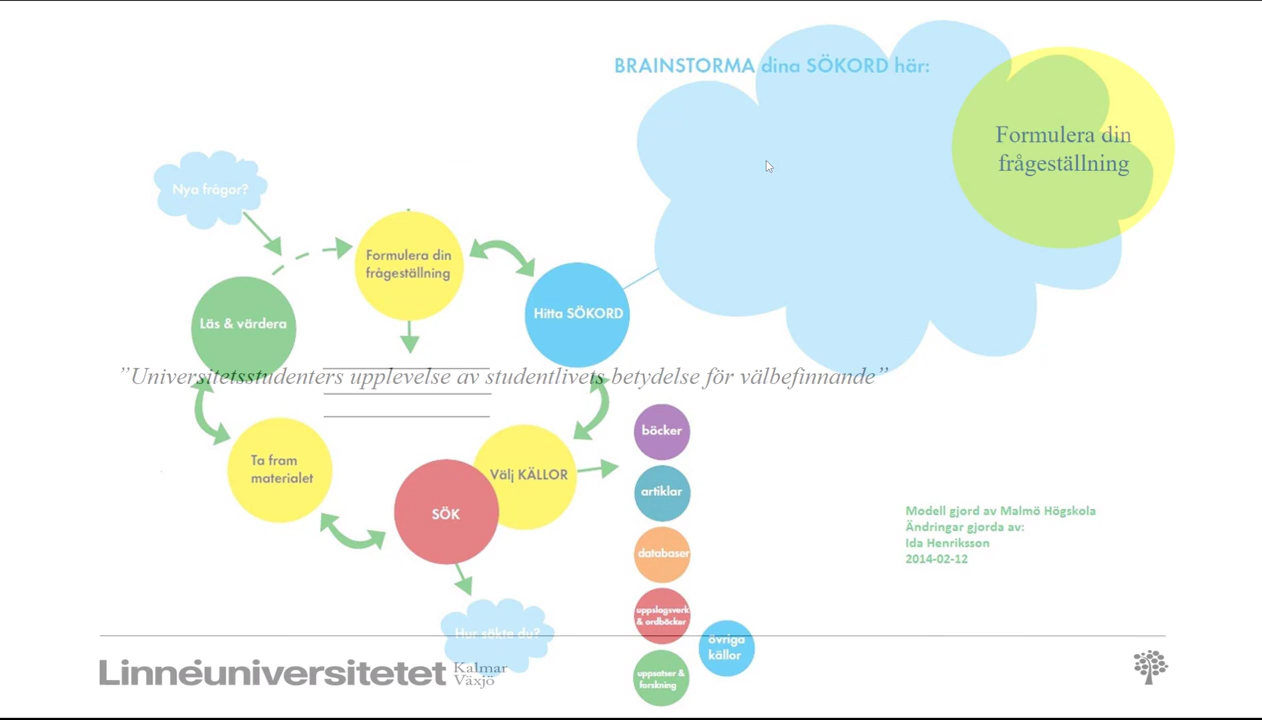 BRAINSTORMA dina SÖKORD här:
Formulera din
frågeställning
Nya frågor?
Formulera din
frågeställning
Hitta SÖKORD
Läs & värdera
”Universitetsstudenters upplevelse av studentlivets betydelse för välbefinnande”
böcker
Ta fram
materialet
Välj KÄLLOR
artiklar
SÖK
Modell gjord av Malmö Högskola
Ändringar gjorda av:
Ida Henriksson
2014-02-12
databaser
uppslagsverk
& ordböcker
Hur sökte du?
övriga
källor
uppsatser &
forskning
Linnéuniversitetet
Kalmar
Växjö